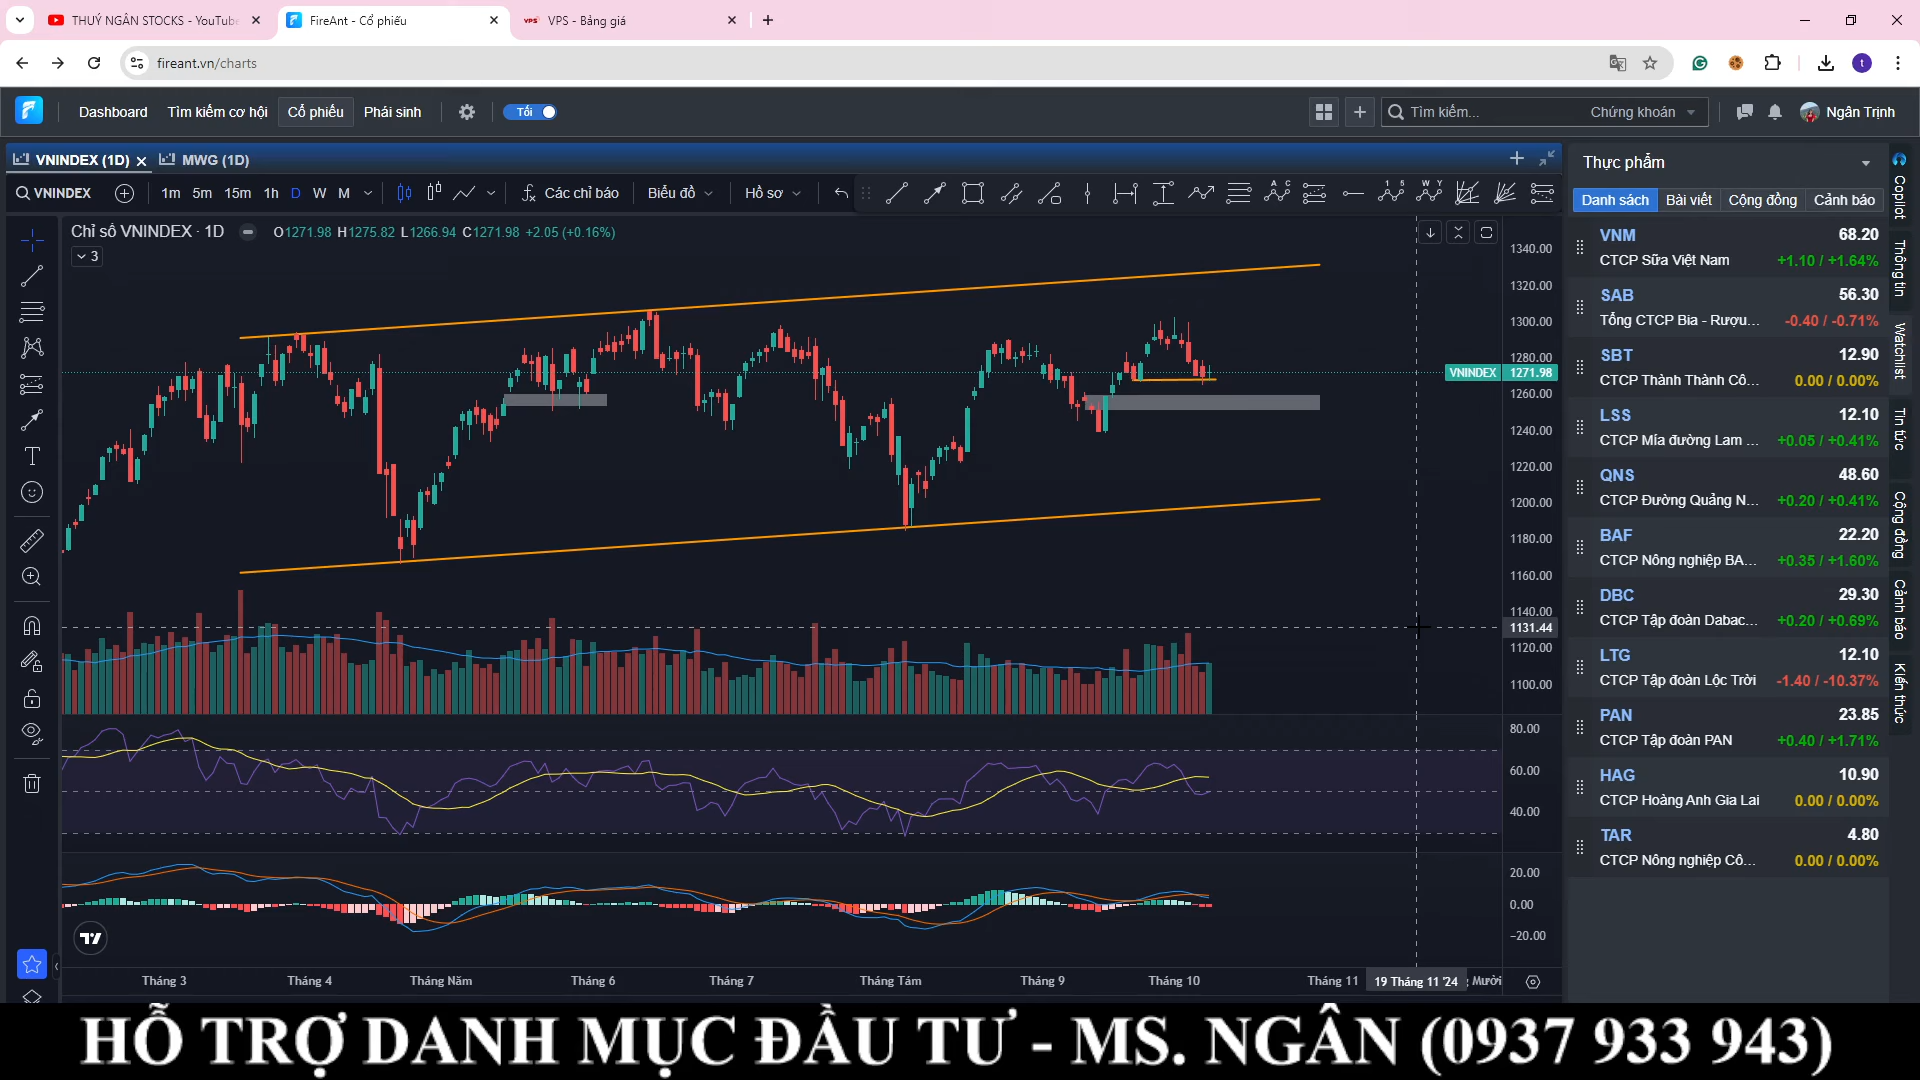 THUÝ NGÂN STOCKS - YouTube
FireAnt - Cổ phiếu
VPS - Bảng giá
fireant.vn/charts
Dashboard
Tìm kiếm cơ hội
Cổ phiếu
Phái sinh
Tối
Tìm kiếm...
Chứng khoán
Ngân Trịnh
VNINDEX (1D)
MWG (1D)
VNINDEX
1m 5m 15m 1h D W M
Các chỉ báo
Biểu đồ
Hồ sơ
Chỉ số VNINDEX · 1D
O1271.98 H1275.82 L1266.94 C1271.98 +2.05 (+0.16%)
3
1340.00
1320.00
1300.00
1280.00
VNINDEX 1271.98
1260.00
1240.00
1220.00
1200.00
1180.00
1160.00
1140.00
1131.44
1120.00
1100.00
80.00
60.00
40.00
20.00
0.00
−20.00
Tháng 3
Tháng 4
Tháng Năm
Tháng 6
Tháng 7
Tháng Tám
Tháng 9
Tháng 10
Tháng 11
19 Tháng 11 '24
Mười
Thực phẩm
Danh sách
Bài viết
Cộng đồng
Cảnh báo
VNM 68.20
CTCP Sữa Việt Nam +1.10 / +1.64%
SAB 56.30
Tổng CTCP Bia - Rượu... -0.40 / -0.71%
SBT 12.90
CTCP Thành Thành Cô... 0.00 / 0.00%
LSS 12.10
CTCP Mía đường Lam ... +0.05 / +0.41%
QNS 48.60
CTCP Đường Quảng N... +0.20 / +0.41%
BAF 22.20
CTCP Nông nghiệp BA... +0.35 / +1.60%
DBC 29.30
CTCP Tập đoàn Dabac... +0.20 / +0.69%
LTG 12.10
CTCP Tập đoàn Lộc Trời -1.40 / -10.37%
PAN 23.85
CTCP Tập đoàn PAN +0.40 / +1.71%
HAG 10.90
CTCP Hoàng Anh Gia Lai 0.00 / 0.00%
TAR 4.80
CTCP Nông nghiệp Cô... 0.00 / 0.00%
Copilot
Thông tin
Watchlist
Tin tức
Cộng đồng
Cảnh báo
Kiến thức
HỖ TRỢ DANH MỤC ĐẦU TƯ - MS. NGÂN (0937 933 943)